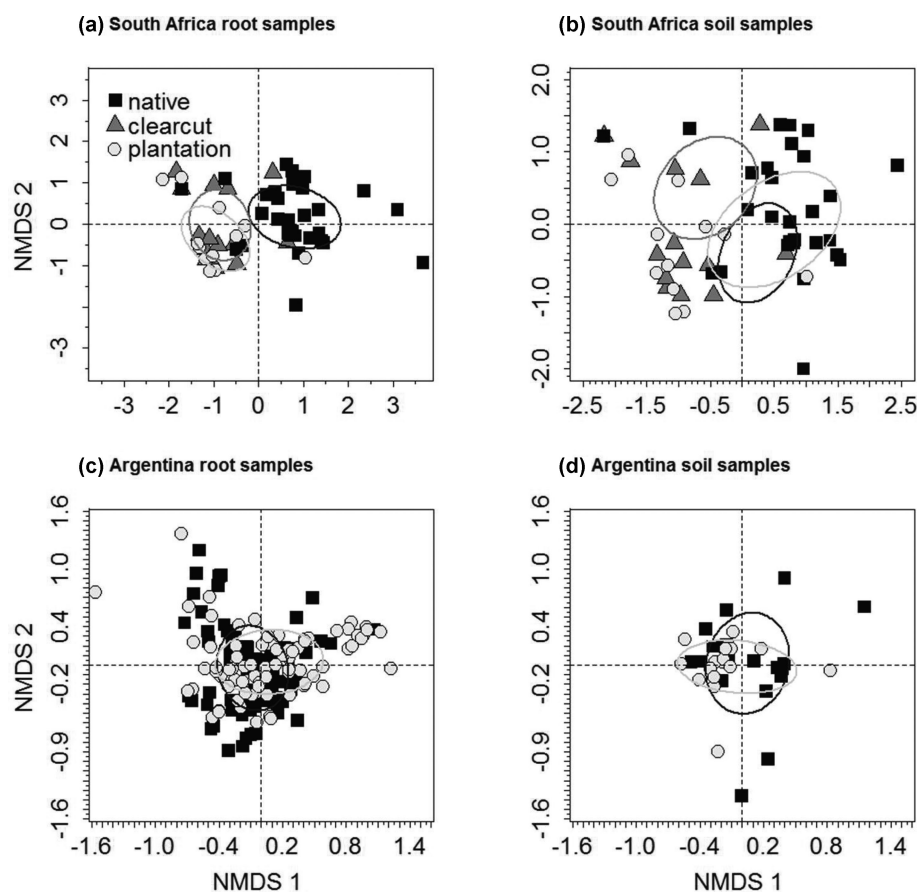 (a) South Africa root samples
(b) South Africa soil samples
3
2
1
0
-1
-3
NMDS 2
native
clearcut
plantation
-3 -2 -1 0 1 2 3
2.0
1.0
0.0
-1.0
-2.0
-2.5 -1.5 -0.5 0.5 1.5 2.5
(c) Argentina root samples
(d) Argentina soil samples
1.6
1.0
0.4
-0.2
-0.9
-1.6
NMDS 2
-1.6 -1.0 -0.4 0.2 0.8 1.4
NMDS 1
1.6
1.0
0.4
-0.2
-0.9
-1.6
-1.6 -1.0 -0.4 0.2 0.8 1.4
NMDS 1